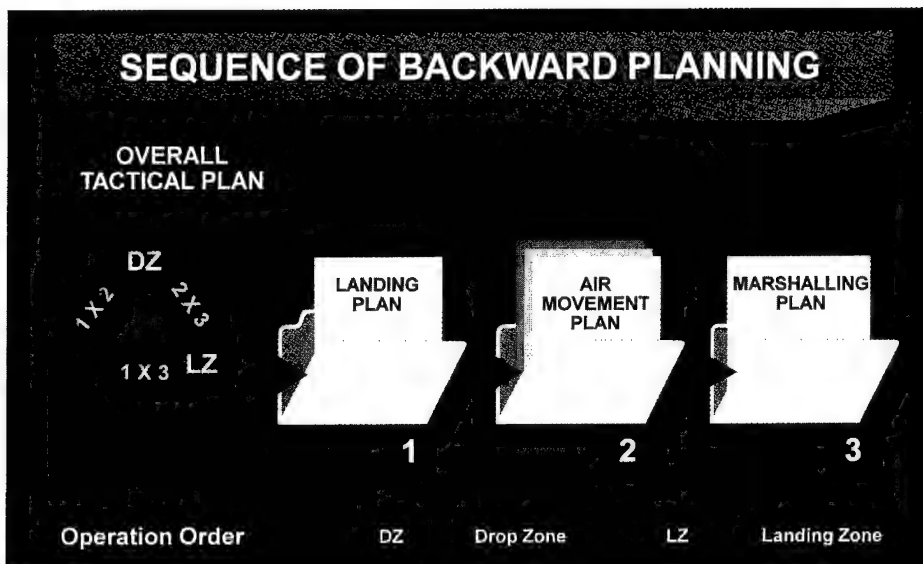 SEQUENCE OF BACKWARD PLANNING
OVERALL
TACTICAL PLAN
DZ
1 X 2
2 X 3
1 X 3
LZ
LANDING
PLAN
1
AIR
MOVEMENT
PLAN
2
MARSHALLING
PLAN
3
Operation Order
DZ
Drop Zone
LZ
Landing Zone